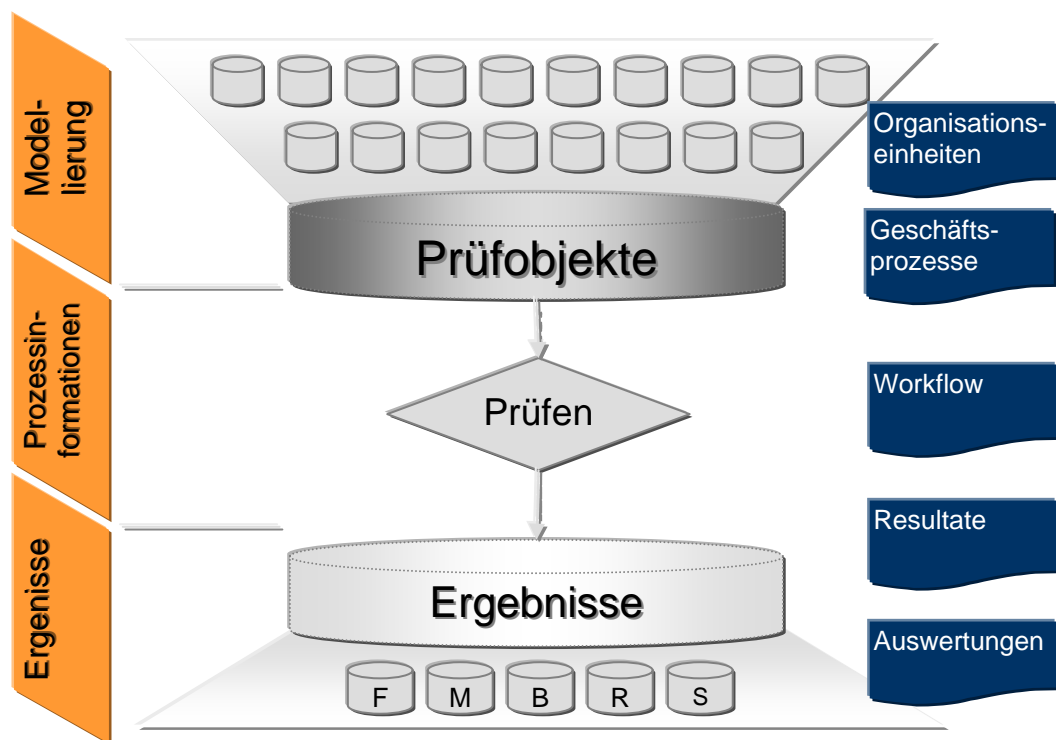 Model-
lierung
Organisations-
einheiten
Prüfobjekte
Geschäfts-
prozesse
Prozessin-
formationen
Prüfen
Workflow
Ergenisse
Resultate
Ergebnisse
Auswertungen
F M B R S